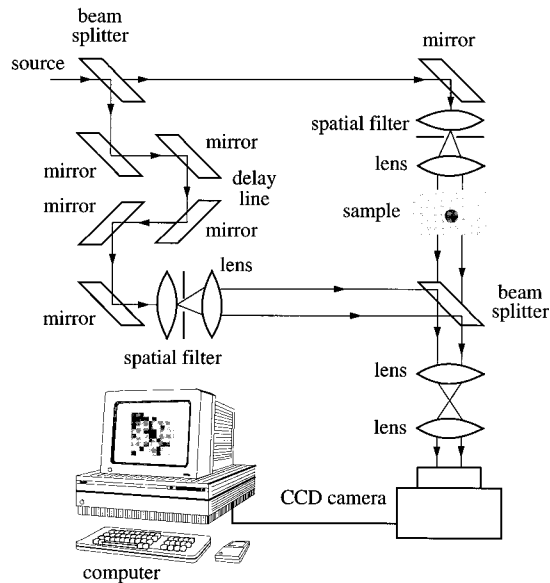 beam
splitter
source
mirror
spatial filter
lens
sample
mirror
mirror
delay
line
mirror
mirror
lens
mirror
spatial filter
beam
splitter
lens
lens
CCD camera
computer